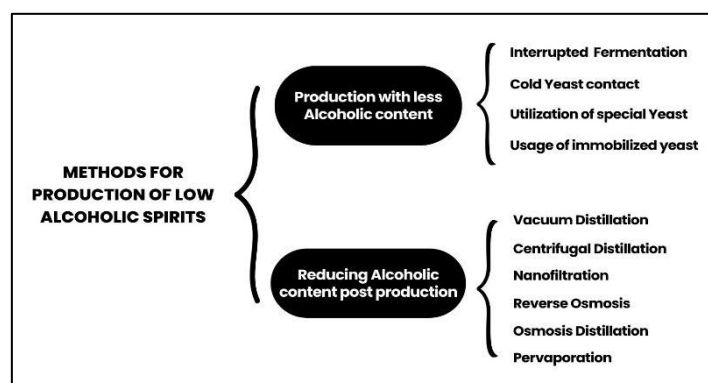 METHODS FOR
PRODUCTION OF LOW
ALCOHOLIC SPIRITS
Production with less
Alcoholic content
Interrupted Fermentation
Cold Yeast contact
Utilization of special Yeast
Usage of immobilized yeast
Reducing Alcoholic
content post production
Vacuum Distillation
Centrifugal Distillation
Nanofiltration
Reverse Osmosis
Osmosis Distillation
Pervaporation